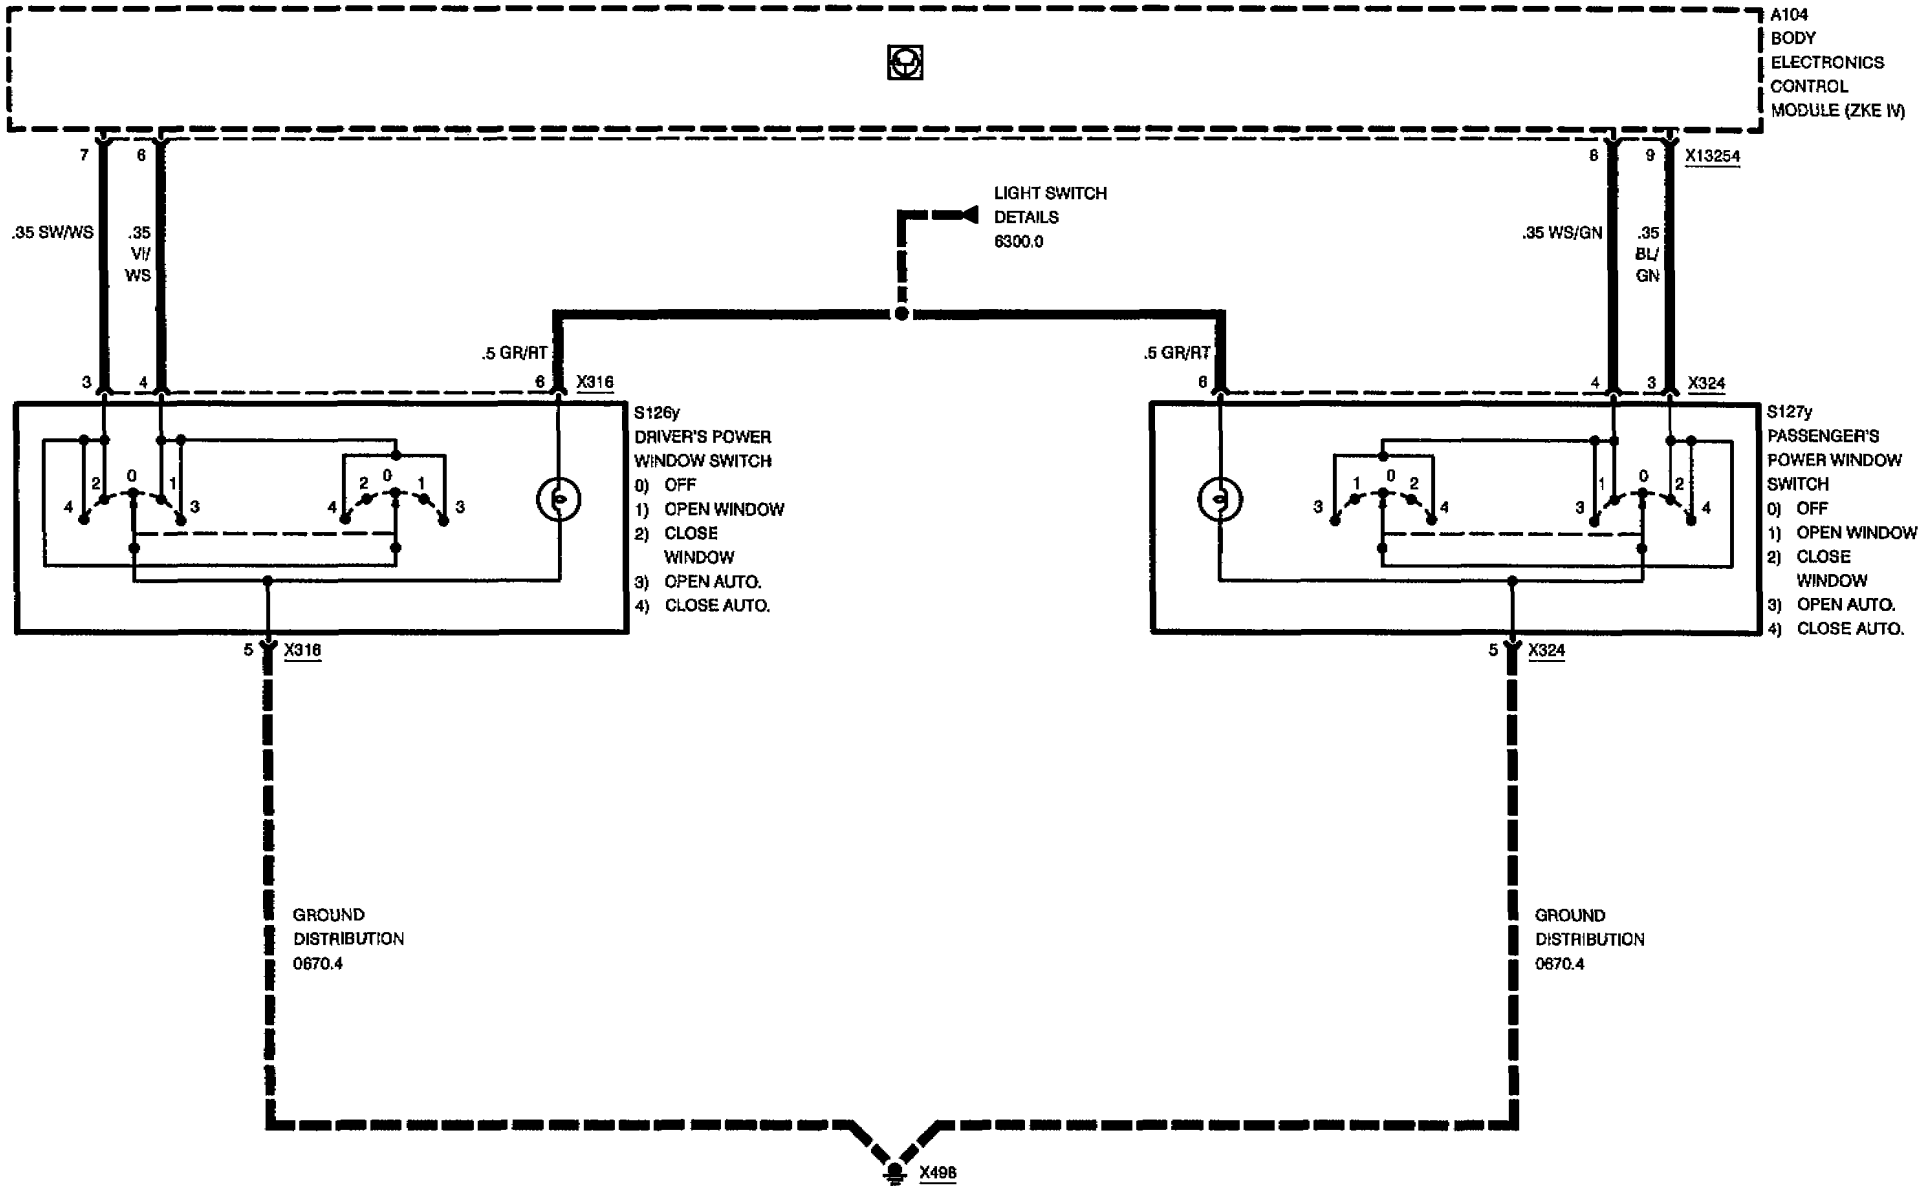 A104
BODY
ELECTRONICS
CONTROL
MODULE (ZKE IV)
7
6
8
9
X13254
.35 SW/WS
.35
VI/
WS
LIGHT SWITCH
DETAILS
6300.0
.35 WS/GN
.35
BL/
GN
.5 GR/RT
.5 GR/RT
3
4
6
X316
6
4
3
X324
S126y
DRIVER'S POWER
WINDOW SWITCH
0) OFF
1) OPEN WINDOW
2) CLOSE
WINDOW
3) OPEN AUTO.
4) CLOSE AUTO.
4
2
0
1
3
4
2
0
1
3
3
1
0
2
4
3
1
0
2
4
S127y
PASSENGER'S
POWER WINDOW
SWITCH
0) OFF
1) OPEN WINDOW
2) CLOSE
WINDOW
3) OPEN AUTO.
4) CLOSE AUTO.
5
X316
5
X324
GROUND
DISTRIBUTION
0670.4
GROUND
DISTRIBUTION
0670.4
X498